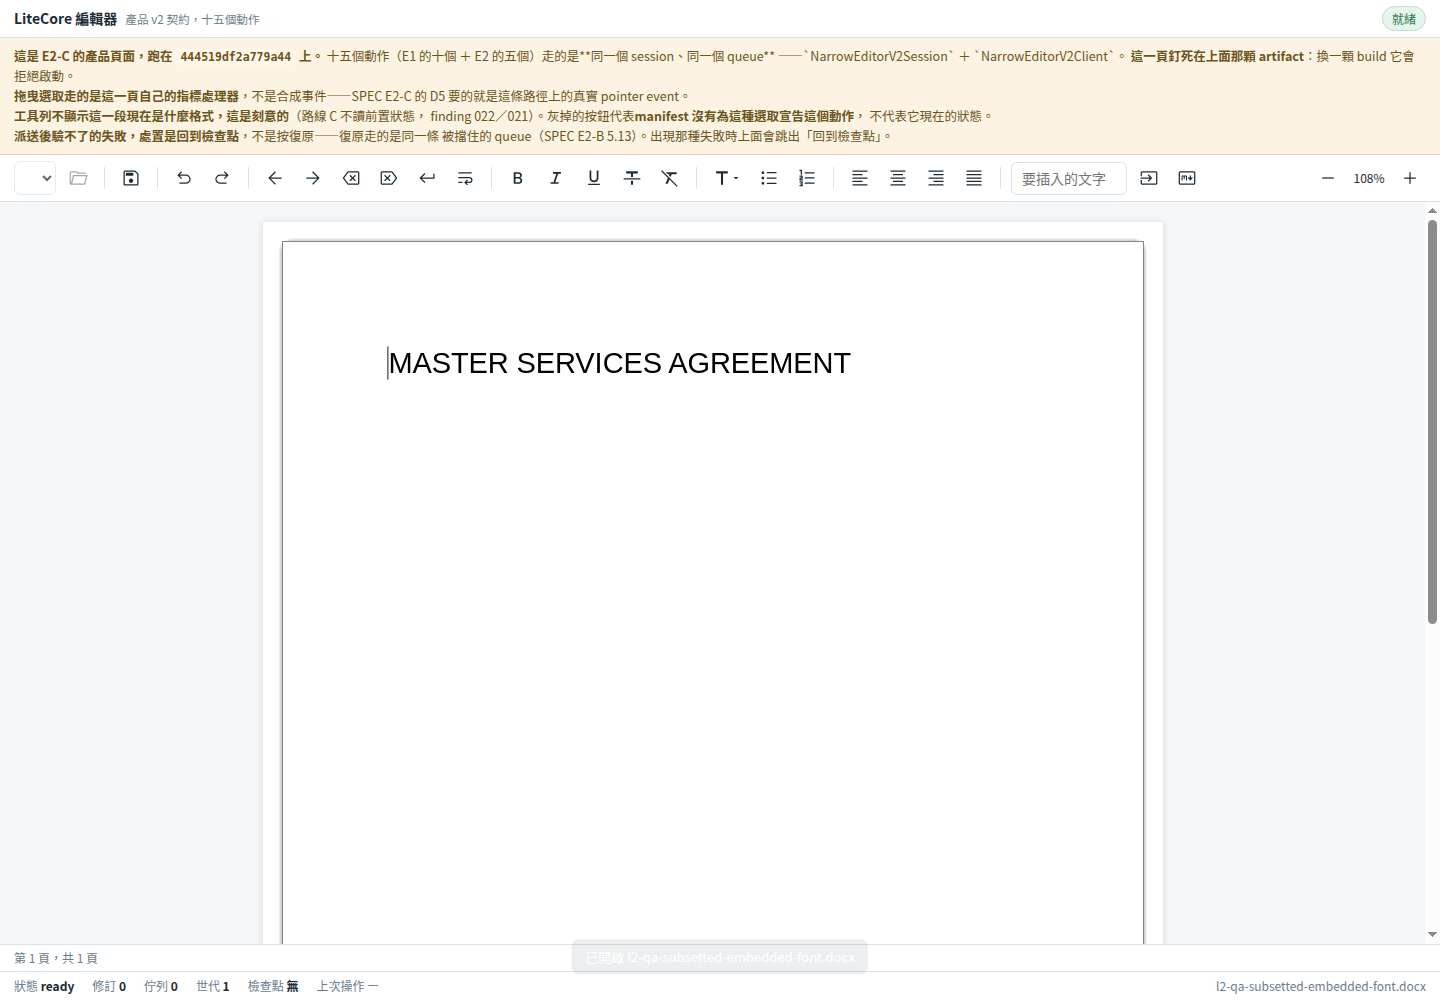 LiteCore 編輯器 產品 v2 契約，十五個動作
就緒
這是 E2-C 的產品頁面，跑在 444519df2a779a44 上。 十五個動作（E1 的十個 ＋ E2 的五個）走的是**同一個 session、同一個 queue** ——`NarrowEditorV2Session` ＋ `NarrowEditorV2Client`。 這一頁釘死在上面那顆 artifact：換一顆 build 它會
拒絕啟動。
拖曳選取走的是這一頁自己的指標處理器，不是合成事件——SPEC E2-C 的 D5 要的就是這條路徑上的真實 pointer event。
工具列不顯示這一段現在是什麼格式，這是刻意的（路線 C 不讀前置狀態， finding 022／021）。灰掉的按鈕代表manifest 沒有為這種選取宣告這個動作， 不代表它現在的狀態。
派送後驗不了的失敗，處置是回到檢查點，不是按復原——復原走的是同一條 被擋住的 queue（SPEC E2-B 5.13）。出現那種失敗時上面會跳出「回到檢查點」。
要插入的文字
108%
MASTER SERVICES AGREEMENT
第 1 頁，共 1 頁
已開啟 l2-qa-subsetted-embedded-font.docx
狀態 ready 修訂 0 佇列 0 世代 1 檢查點 無 上次操作 —
l2-qa-subsetted-embedded-font.docx